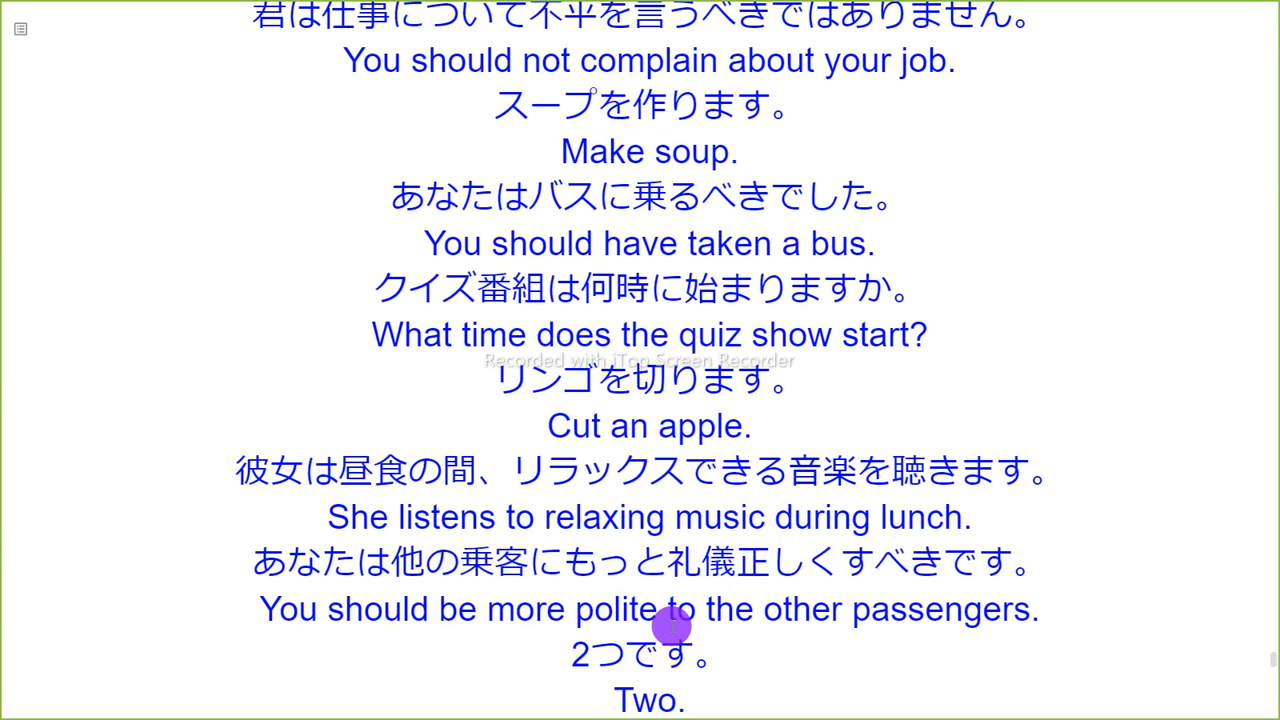 君は仕事について不平を言うべきではありません。
You should not complain about your job.
スープを作ります。
Make soup.
あなたはバスに乗るべきでした。
You should have taken a bus.
クイズ番組は何時に始まりますか。
What time does the quiz show start?
Recorded with iTop Screen Recorder
リンゴを切ります。
Cut an apple.
彼女は昼食の間、リラックスできる音楽を聴きます。
She listens to relaxing music during lunch.
あなたは他の乗客にもっと礼儀正しくすべきです。
You should be more polite to the other passengers.
2つです。
Two.